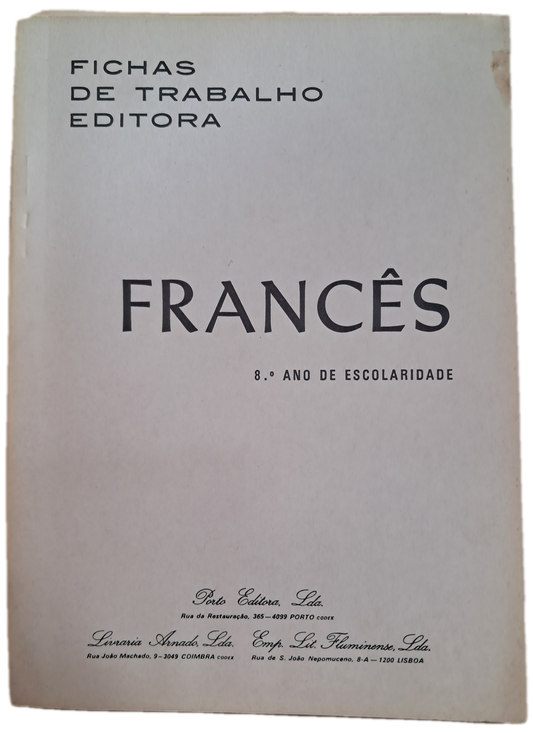 FICHAS
DE TRABALHO
EDITORA
FRANCÊS
8.º ANO DE ESCOLARIDADE
Porto Editora, Lda.
Rua da Restauração, 365 — 4099 PORTO CODEX
Livraria Arnado, Lda. Emp. Lit. Fluminense, Lda.
Rua João Machado, 9 — 3049 COIMBRA CODEX Rua de S. João Nepomuceno, 8-A — 1200 LISBOA